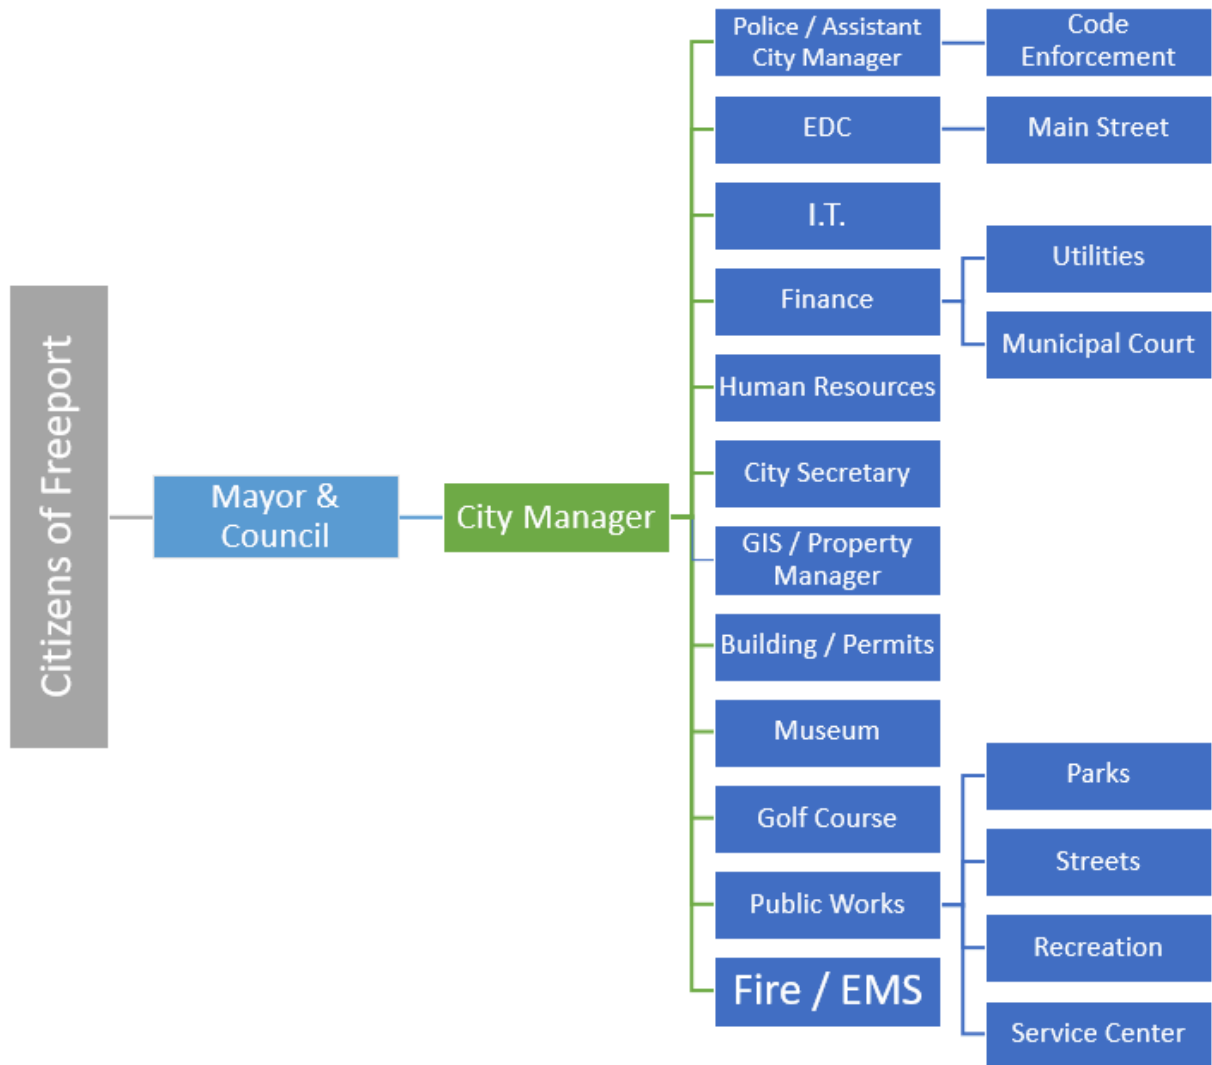 Citizens of Freeport
Mayor &
Council
City Manager
Police / Assistant
City Manager
EDC
I.T.
Finance
Human Resources
City Secretary
GIS / Property
Manager
Building / Permits
Museum
Golf Course
Public Works
Fire / EMS
Code
Enforcement
Main Street
Utilities
Municipal Court
Parks
Streets
Recreation
Service Center